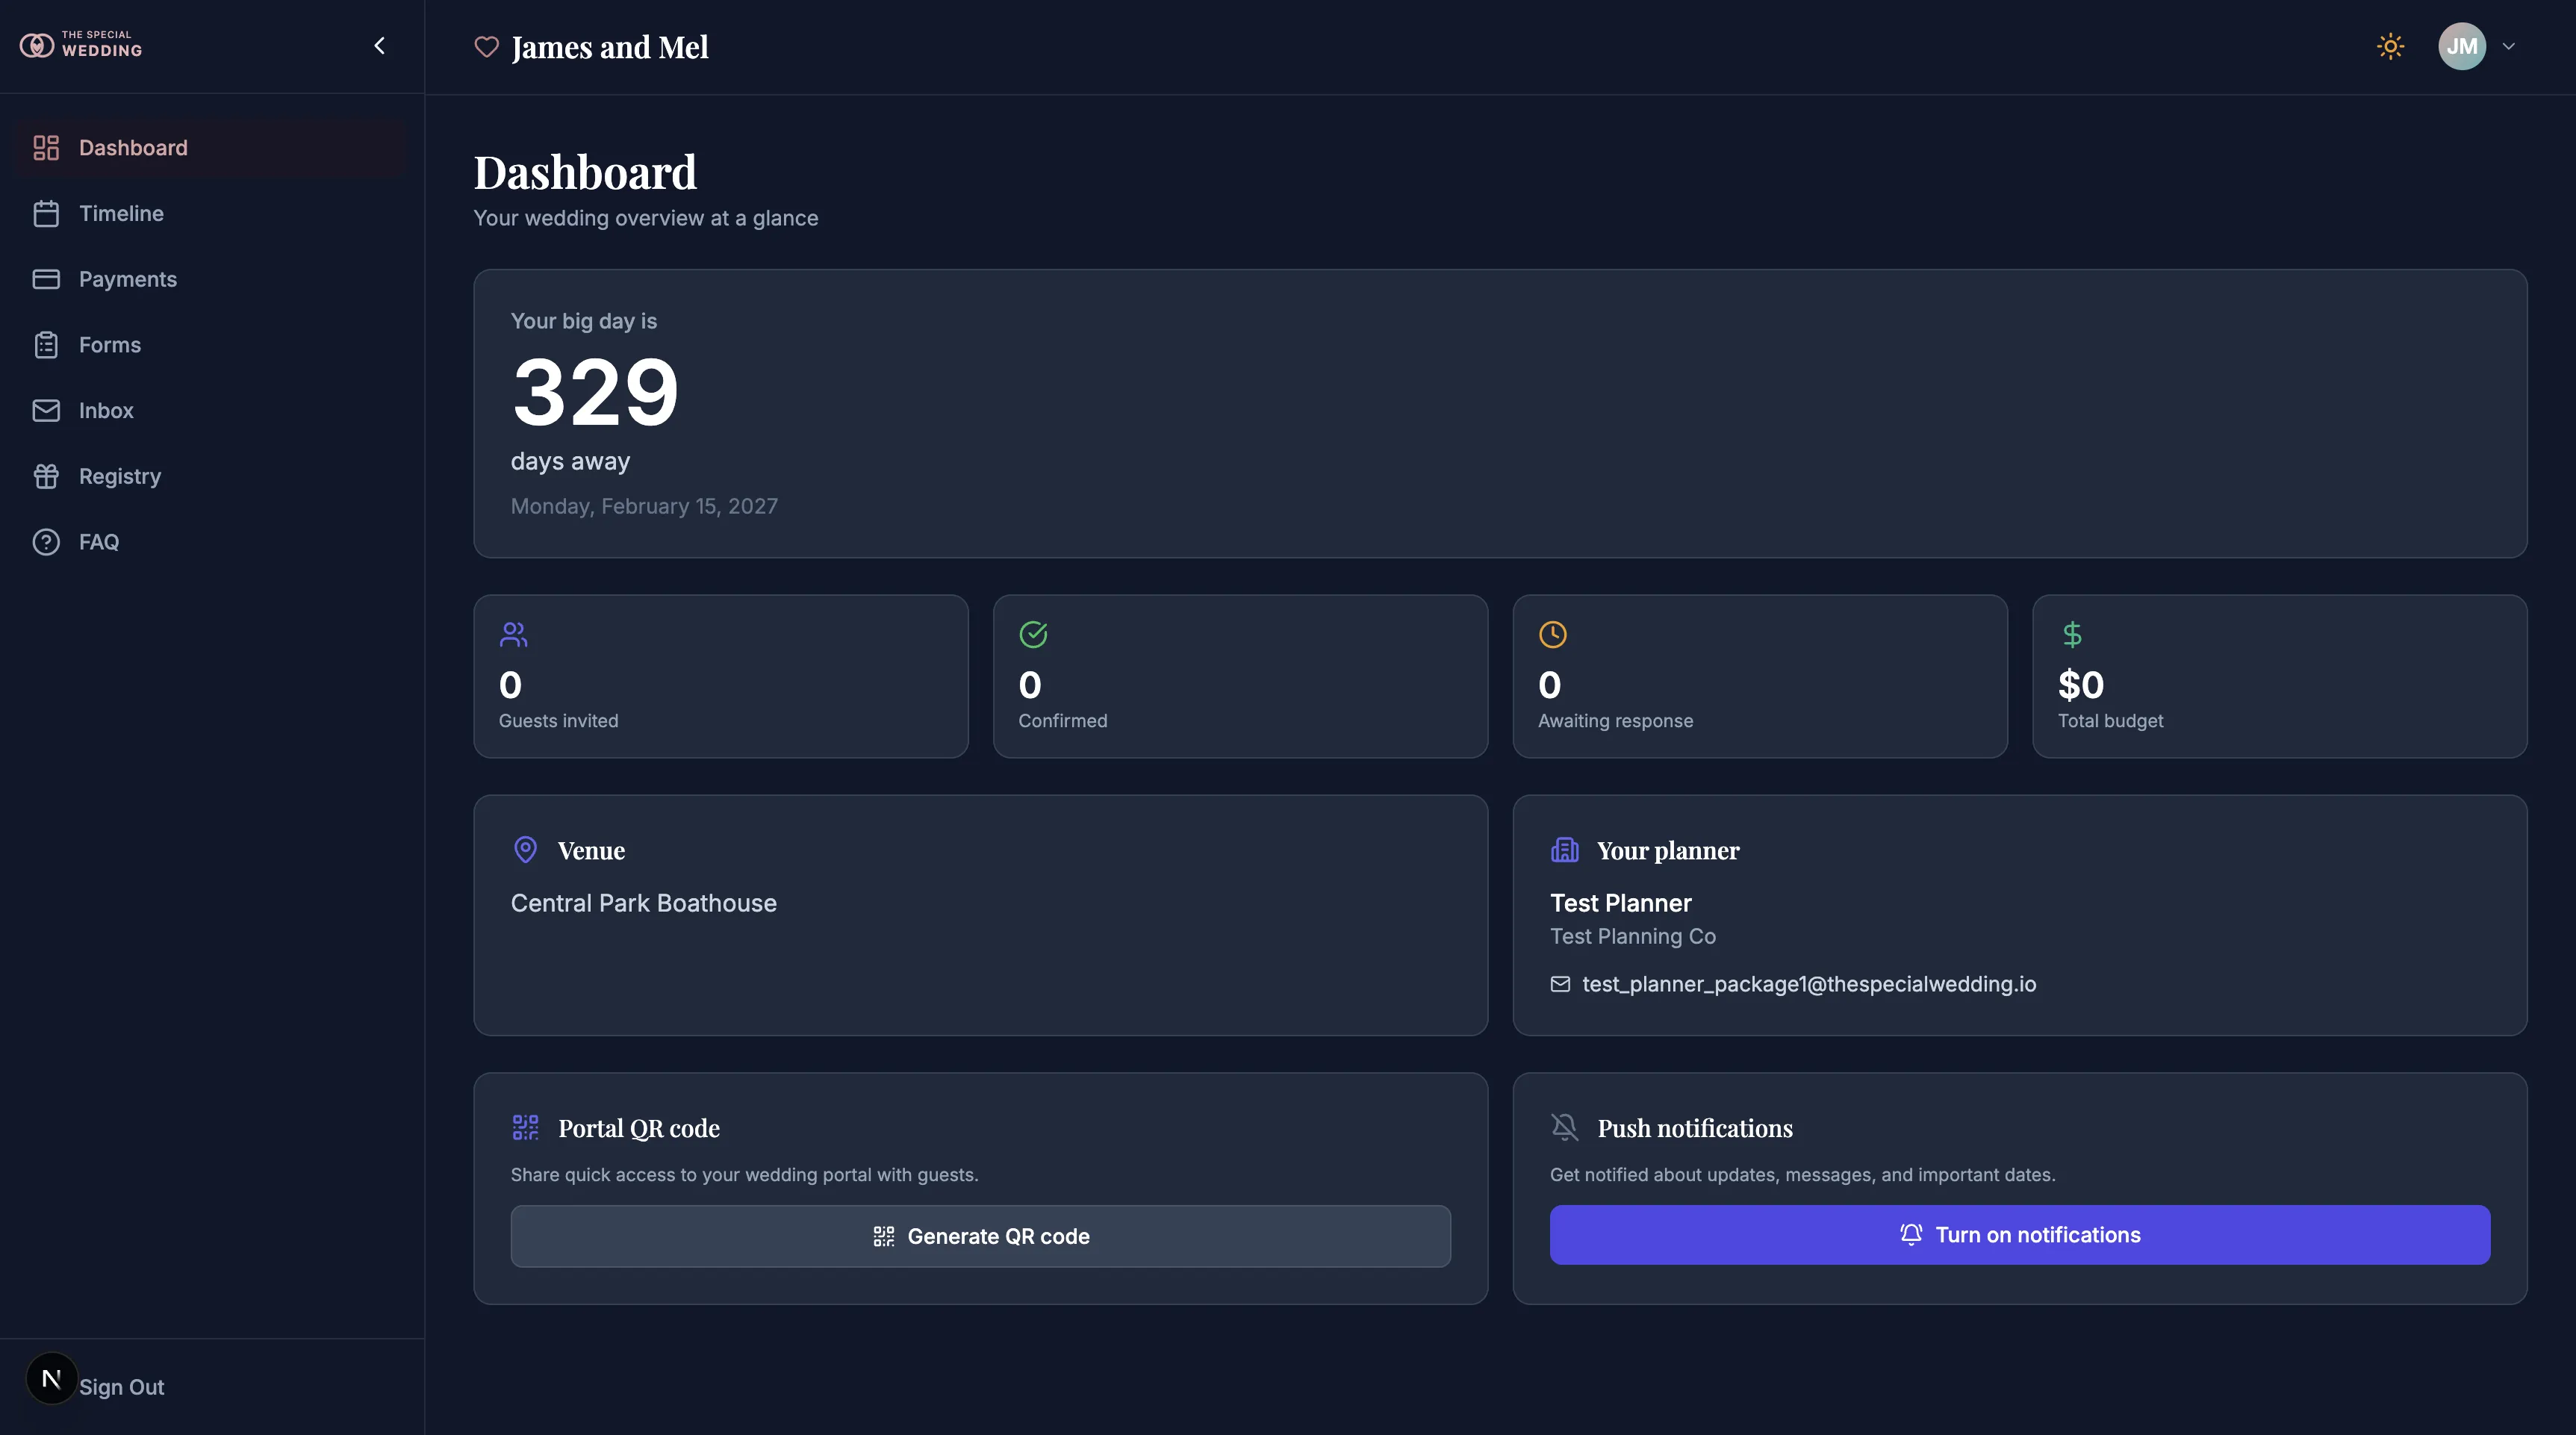 THE SPECIAL
WEDDING
James and Mel
JM
Dashboard
Timeline
Payments
Forms
Inbox
Registry
FAQ
N
Sign Out
Dashboard
Your wedding overview at a glance
Your big day is
329
days away
Monday, February 15, 2027
0
Guests invited
0
Confirmed
0
Awaiting response
$0
Total budget
Venue
Central Park Boathouse
Your planner
Test Planner
Test Planning Co
test_planner_package1@thespecialwedding.io
Portal QR code
Share quick access to your wedding portal with guests.
Generate QR code
Push notifications
Get notified about updates, messages, and important dates.
Turn on notifications